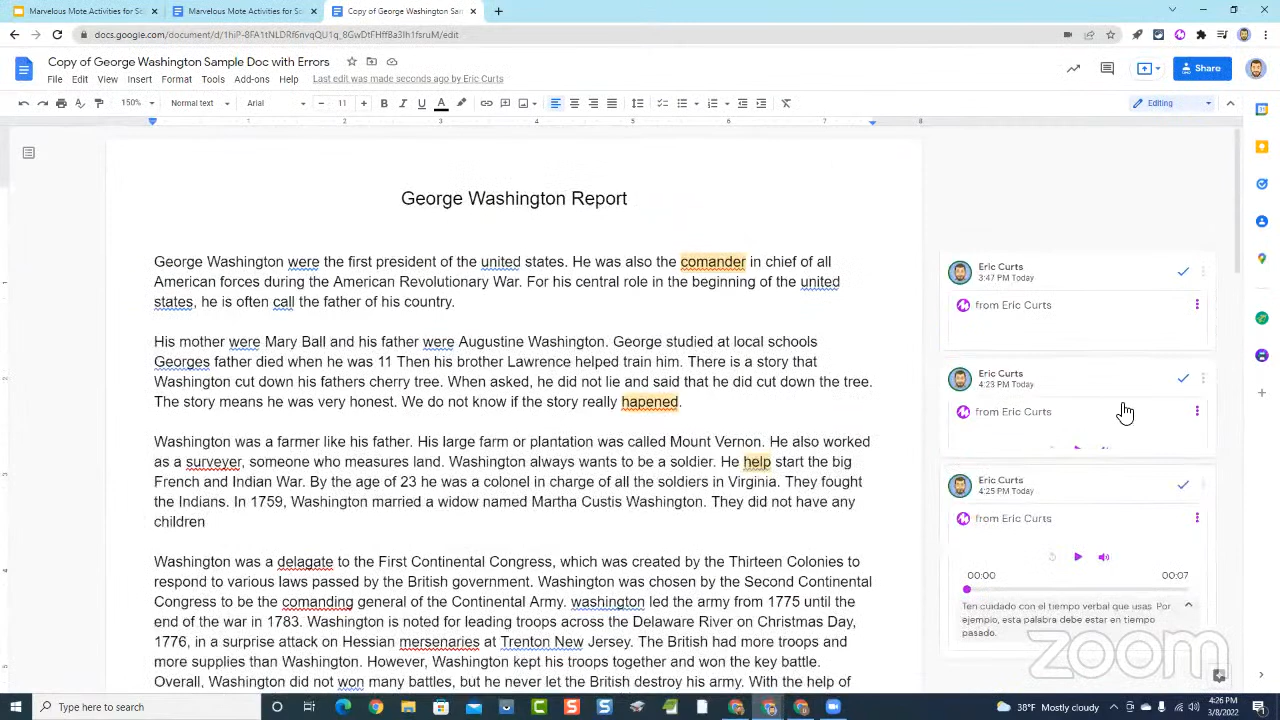 Marvelous Mote Activities for Sc
Marvelous Mote Activities for Sc
Copy of George Washington San
docs.google.com/document/d/1hiP-8FA1tNLDRf6nvqQU1q_8GwDtFHff8a3Ih1fsruM/edit
Copy of George Washington Sample Doc with Errors
File Edit View Insert Format Tools Add-ons Help Last edit was made seconds ago by Eric Curts
Share
150% Normal text Arial 11 Editing
1 2 3 4 5 6 7 8
George Washington Report
George Washington were the first president of the united states. He was also the comander in chief of all
American forces during the American Revolutionary War. For his central role in the beginning of the united
states, he is often call the father of his country.
His mother were Mary Ball and his father were Augustine Washington. George studied at local schools
Georges father died when he was 11 Then his brother Lawrence helped train him. There is a story that
Washington cut down his fathers cherry tree. When asked, he did not lie and said that he did cut down the tree.
The story means he was very honest. We do not know if the story really hapened.
Washington was a farmer like his father. His large farm or plantation was called Mount Vernon. He also worked
as a surveyer, someone who measures land. Washington always wants to be a soldier. He help start the big
French and Indian War. By the age of 23 he was a colonel in charge of all the soldiers in Virginia. They fought
the Indians. In 1759, Washington married a widow named Martha Custis Washington. They did not have any
children
Washington was a delagate to the First Continental Congress, which was created by the Thirteen Colonies to
respond to various laws passed by the British government. Washington was chosen by the Second Continental
Congress to be the comanding general of the Continental Army. washington led the army from 1775 until the
end of the war in 1783. Washington is noted for leading troops across the Delaware River on Christmas Day,
1776, in a surprise attack on Hessian mersenaries at Trenton New Jersey. The British had more troops and
more supplies than Washington. However, Washington kept his troops together and won the key battle.
Overall, Washington did not won many battles, but he never let the British destroy his army. With the help of
Eric Curts
3:47 PM Today
from Eric Curts
Eric Curts
4:23 PM Today
from Eric Curts
Eric Curts
4:25 PM Today
from Eric Curts
00:00 00:07
Ten cuidado con el tiempo verbal que usas. Por
ejemplo, esta palabra debe estar en tiempo
pasado.
zoom
Type here to search
38°F Mostly cloudy
4:26 PM
3/8/2022